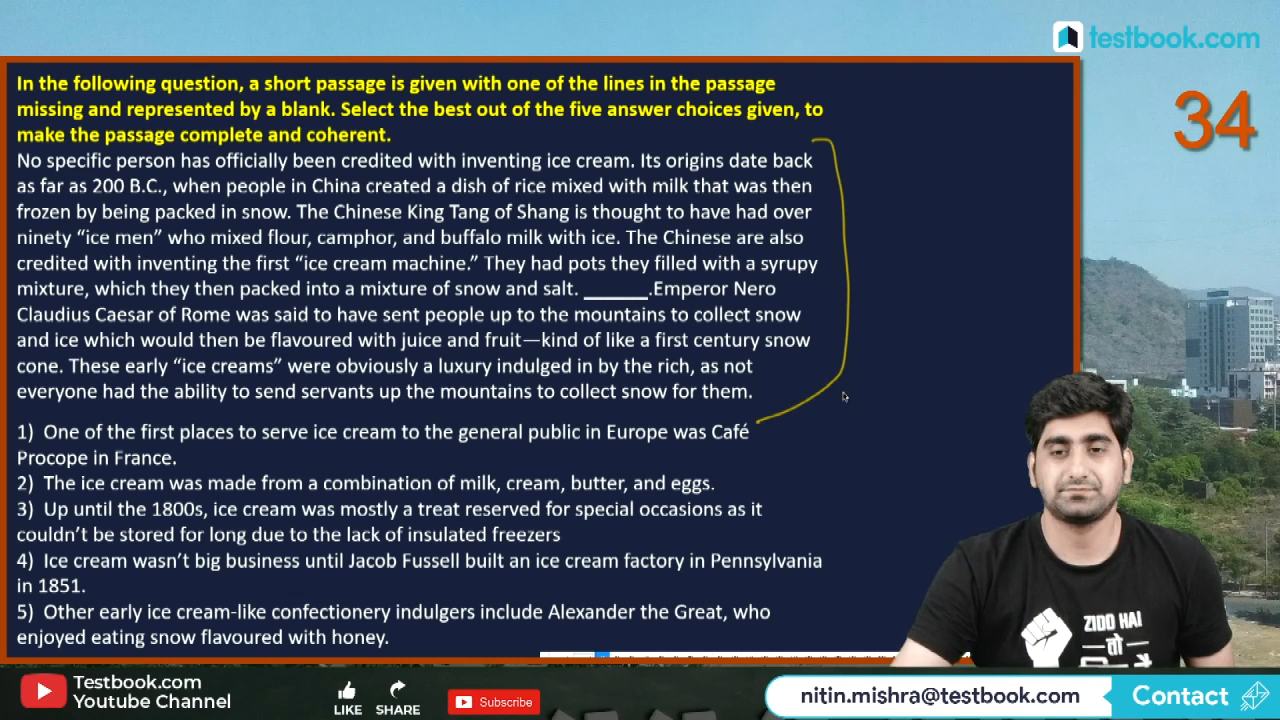 testbook.com
34
In the following question, a short passage is given with one of the lines in the passage
missing and represented by a blank. Select the best out of the five answer choices given, to
make the passage complete and coherent.
No specific person has officially been credited with inventing ice cream. Its origins date back
as far as 200 B.C., when people in China created a dish of rice mixed with milk that was then
frozen by being packed in snow. The Chinese King Tang of Shang is thought to have had over
ninety “ice men” who mixed flour, camphor, and buffalo milk with ice. The Chinese are also
credited with inventing the first “ice cream machine.” They had pots they filled with a syrupy
mixture, which they then packed into a mixture of snow and salt. ______.Emperor Nero
Claudius Caesar of Rome was said to have sent people up to the mountains to collect snow
and ice which would then be flavoured with juice and fruit—kind of like a first century snow
cone. These early “ice creams” were obviously a luxury indulged in by the rich, as not
everyone had the ability to send servants up the mountains to collect snow for them.
1) One of the first places to serve ice cream to the general public in Europe was Café
Procope in France.
2) The ice cream was made from a combination of milk, cream, butter, and eggs.
3) Up until the 1800s, ice cream was mostly a treat reserved for special occasions as it
couldn’t be stored for long due to the lack of insulated freezers
4) Ice cream wasn’t big business until Jacob Fussell built an ice cream factory in Pennsylvania
in 1851.
5) Other early ice cream-like confectionery indulgers include Alexander the Great, who
enjoyed eating snow flavoured with honey.
ZIDD HAI
तो
Testbook.com
YouTube Channel
LIKE
SHARE
Subscribe
nitin.mishra@testbook.com
Contact